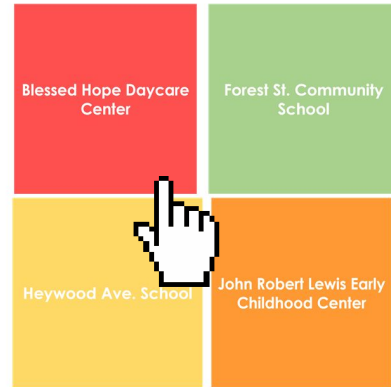 Blessed Hope Daycare
Center
Forest St. Community
School
Heywood Ave. School
John Robert Lewis Early
Childhood Center